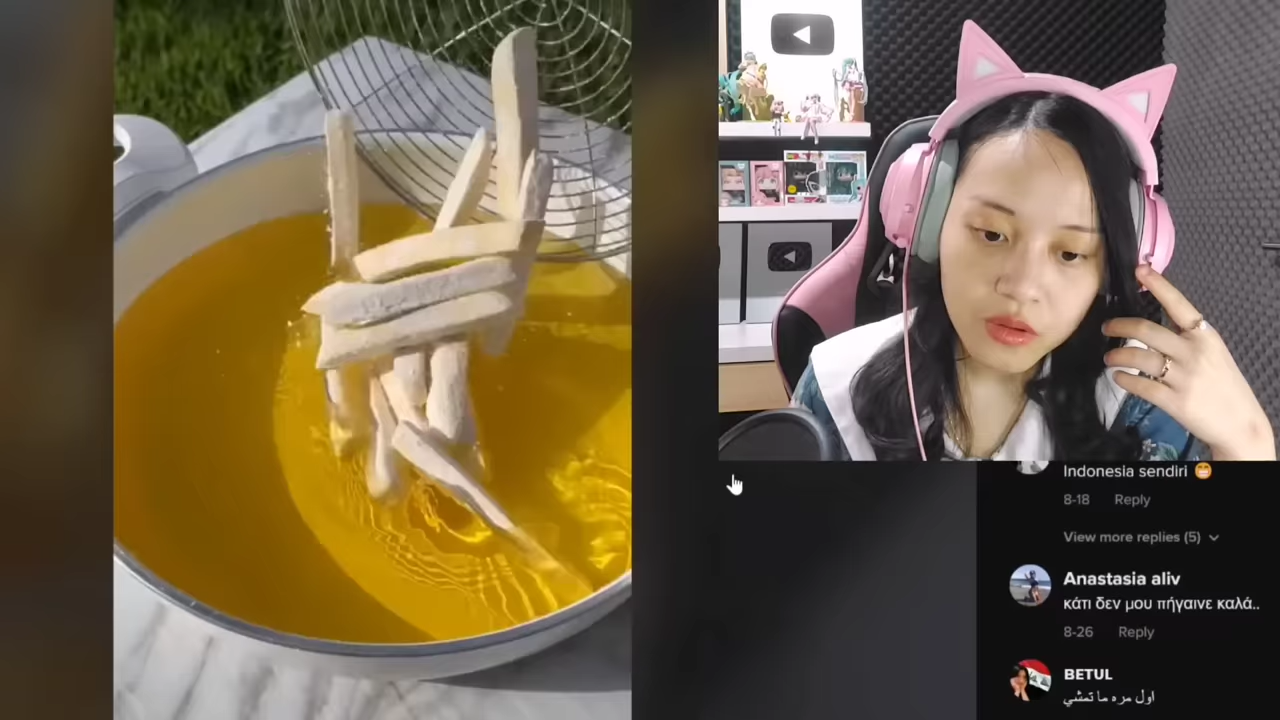 Indonesia sendiri 😁
8-18 Reply
View more replies (5)
Anastasia aliv
κάτι δεν μου πήγαινε καλά..
8-26 Reply
BETUL
اول مره ما تمشي